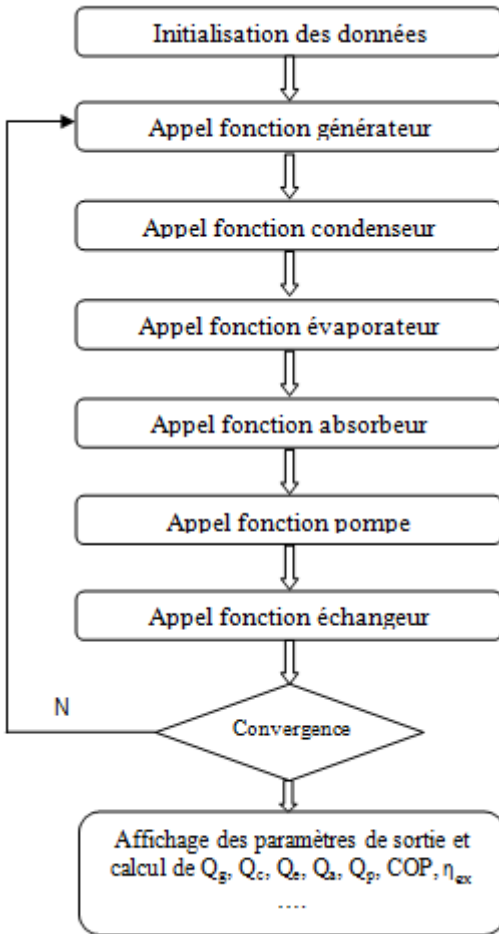 Initialisation des données
Appel fonction générateur
Appel fonction condenseur
Appel fonction évaporateur
Appel fonction absorbeur
Appel fonction pompe
Appel fonction échangeur
N
Convergence
Affichage des paramètres de sortie et
calcul de Qg, Qc, Qe, Qa, Qp, COP, ηex
....